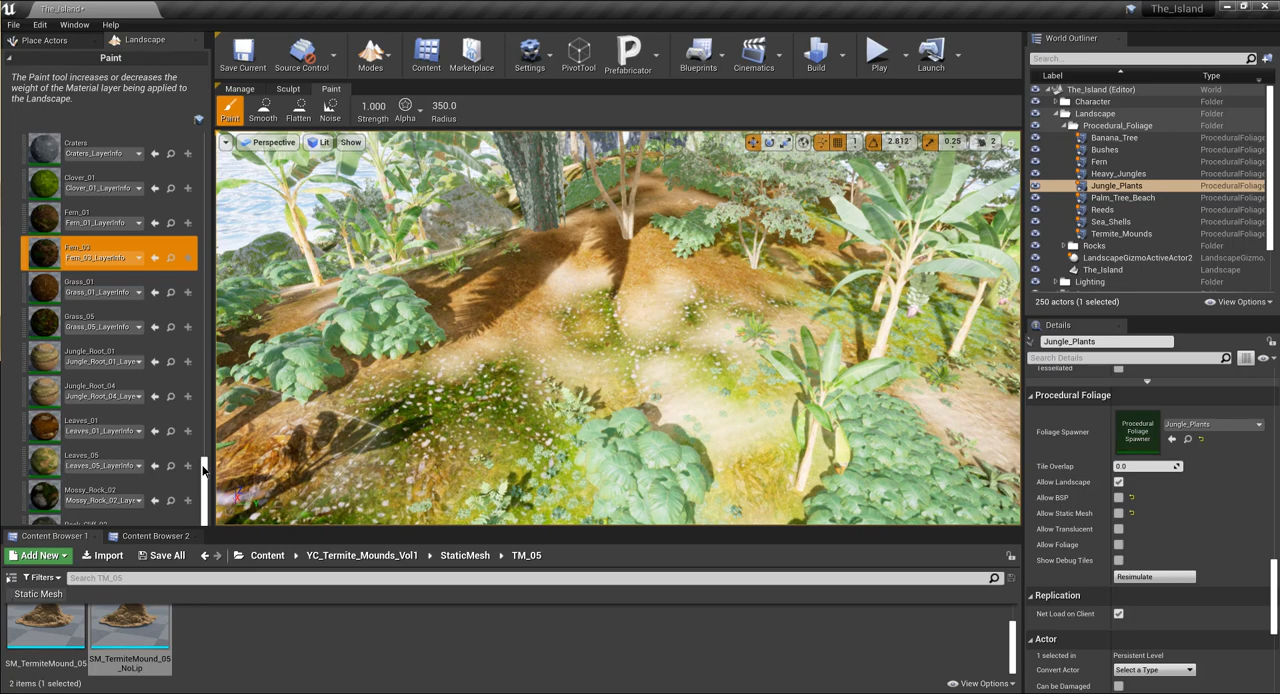 The_Island*
The_Island
File Edit Window Help
Place Actors
Landscape
Paint
The Paint tool increases or decreases the
weight of the Material layer being applied to
the Landscape.
Craters
Craters_LayerInfo
Clover_01
Clover_01_LayerInfo
Fern_01
Fern_01_LayerInfo
Fern_03
Fern_03_LayerInfo
Grass_01
Grass_01_LayerInfo
Grass_05
Grass_05_LayerInfo
Jungle_Root_01
Jungle_Root_01_Laye
Jungle_Root_04
Jungle_Root_04_Laye
Leaves_01
Leaves_01_LayerInfo
Leaves_05
Leaves_05_LayerInfo
Mossy_Rock_02
Mossy_Rock_02_Laye
Save Current
Source Control
Modes
Content
Marketplace
Settings
PivotTool
Prefabricator
Blueprints
Cinematics
Build
Play
Launch
Manage Sculpt Paint
Paint Smooth Flatten Noise
1.000
Strength
Alpha
350.0
Radius
Perspective Lit Show
2.812° 0.25 2
World Outliner
Search...
Label Type
The_Island (Editor) World
Character Folder
Landscape Folder
Procedural_Foliage Folder
Banana_Tree ProceduralFoliage
Bushes ProceduralFoliage
Fern ProceduralFoliage
Heavy_Jungles ProceduralFoliage
Jungle_Plants ProceduralFoliage
Palm_Tree_Beach ProceduralFoliage
Reeds ProceduralFoliage
Sea_Shells ProceduralFoliage
Termite_Mounds ProceduralFoliage
Rocks Folder
LandscapeGizmoActiveActor2 LandscapeGizmo
The_Island Landscape
Lighting Folder
250 actors (1 selected)
View Options
Details
Jungle_Plants
Search Details
Tessellated
Procedural Foliage
Foliage Spawner
Procedural
Foliage
Spawner
Jungle_Plants
Tile Overlap 0.0
Allow Landscape
Allow BSP
Allow Static Mesh
Allow Translucent
Allow Foliage
Show Debug Tiles
Resimulate
Replication
Net Load on Client
Actor
1 selected in Persistent Level
Convert Actor Select a Type
Can be Damaged
Content Browser 1
Content Browser 2
Add New Import Save All Content YC_Termite_Mounds_Vol1 StaticMesh TM_05
Filters Search TM_05
Static Mesh
SM_TermiteMound_05
SM_TermiteMound_05
_NoLip
2 items (1 selected)
View Options